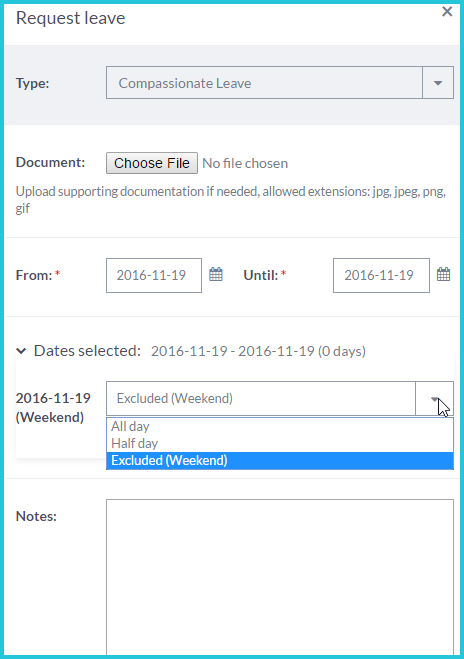 Request leave
×
Type:
Compassionate Leave
Document:
Choose File No file chosen
Upload supporting documentation if needed, allowed extensions: jpg, jpeg, png,
gif
From: * 2016-11-19 Until: * 2016-11-19
Dates selected: 2016-11-19 - 2016-11-19 (0 days)
2016-11-19
(Weekend)
Excluded (Weekend)
All day
Half day
Excluded (Weekend)
Notes: